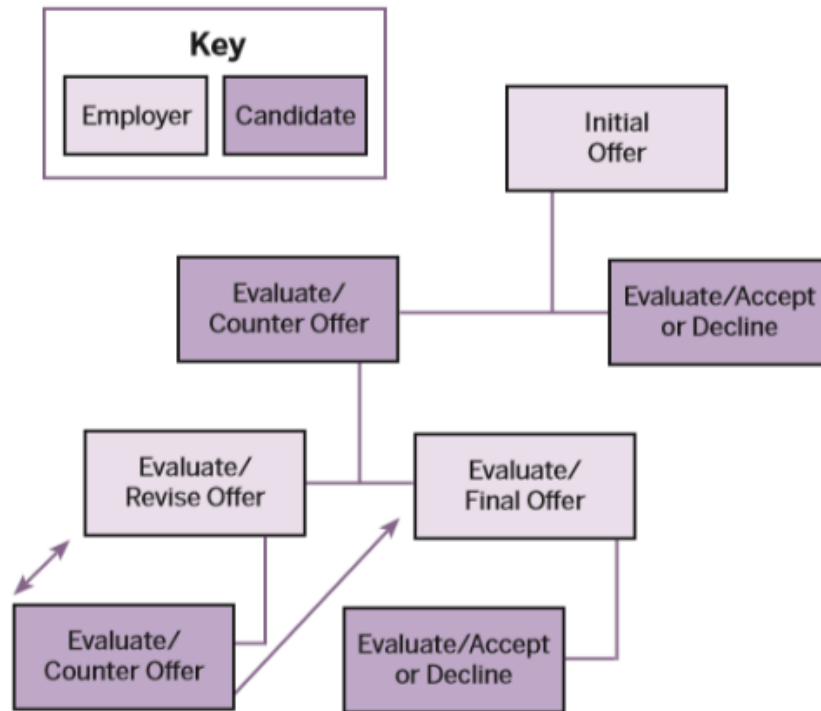 Key
Employer
Candidate
Initial
Offer
Evaluate/
Counter Offer
Evaluate/Accept
or Decline
Evaluate/
Revise Offer
Evaluate/
Final Offer
Evaluate/
Counter Offer
Evaluate/Accept
or Decline